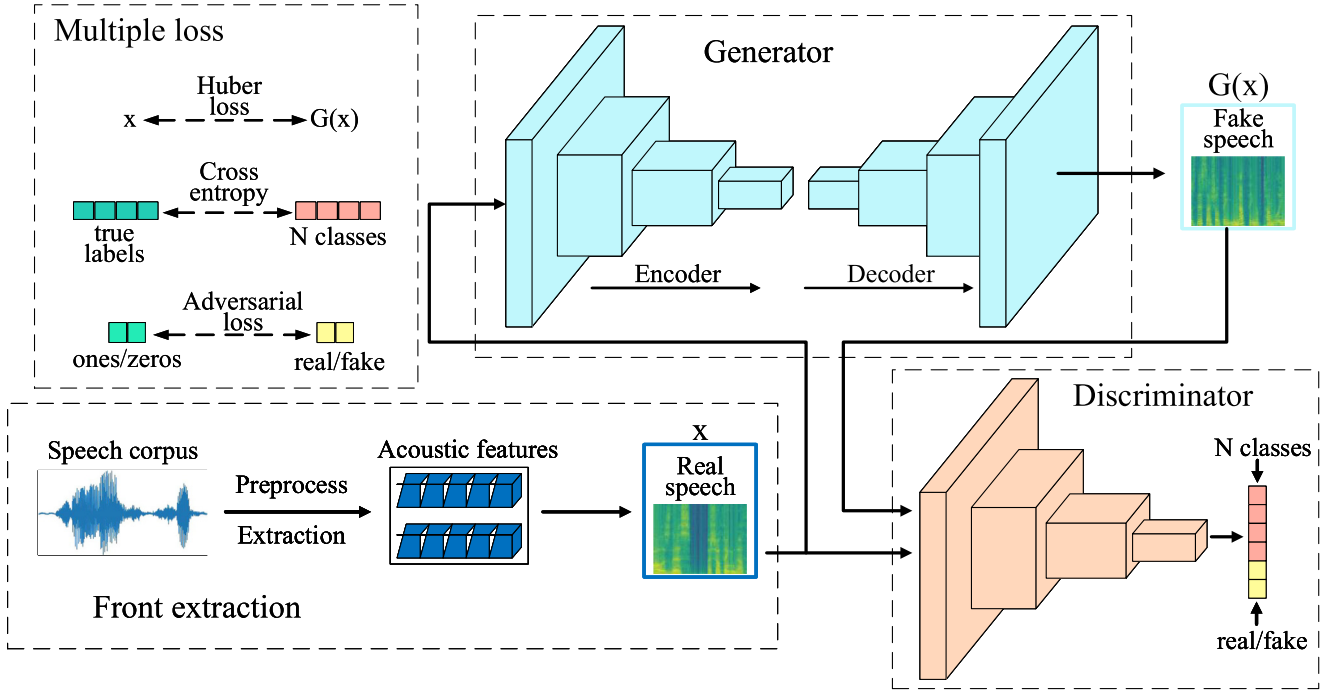 Multiple loss
Huber
loss
x
G(x)
Cross
entropy
true
labels
N classes
Adversarial
loss
ones/zeros
real/fake
Generator
Encoder
Decoder
G(x)
Fake
speech
Speech corpus
Preprocess
Extraction
Acoustic features
x
Real
speech
Front extraction
Discriminator
N classes
real/fake